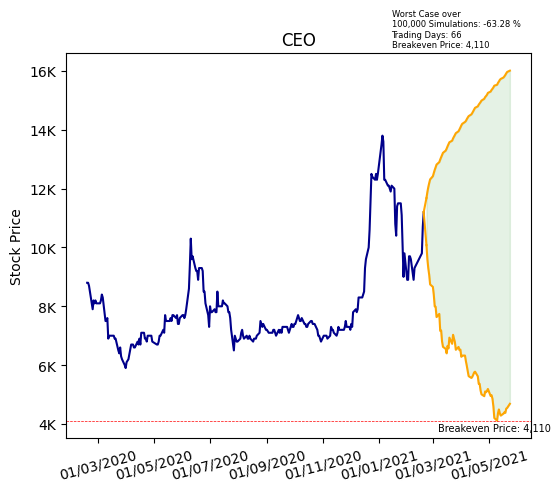 Worst Case over
100,000 Simulations: -63.28 %
Trading Days: 66
Breakeven Price: 4,110
CEO
Stock Price
16K
14K
12K
10K
8K
6K
4K
Breakeven Price: 4,110
01/03/2020
01/05/2020
01/07/2020
01/09/2020
01/11/2020
01/01/2021
01/03/2021
01/05/2021